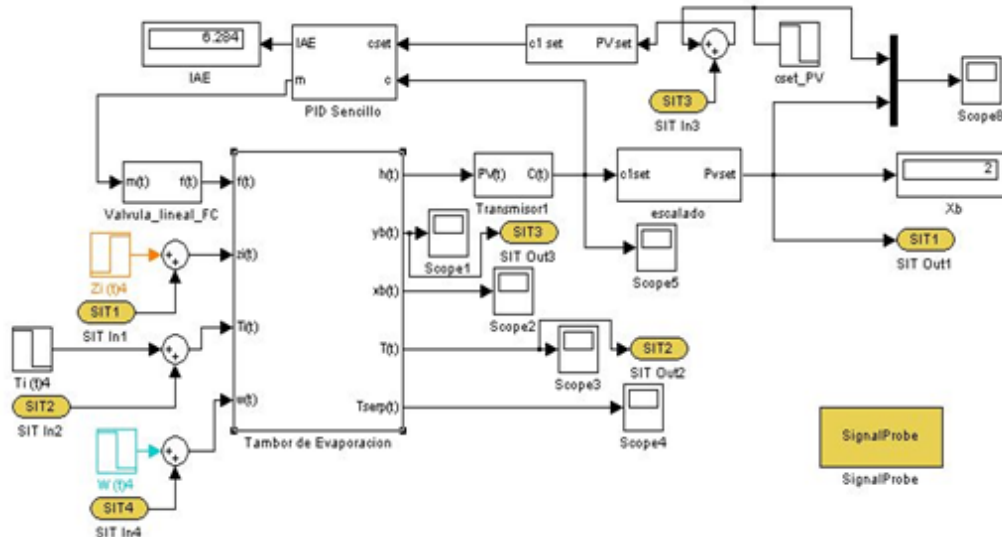 6.284
IAE
IAE
cset
m
c
PID Sencillo
c1 set
PV set
SIT3
SIT In3
cset_PV
Scope8
m(t)
f(t)
Valvula_lineal_FC
f(t)
h(t)
zi(t)
yb(t)
xb(t)
Ti(t)
T(t)
w(t)
Tserp(t)
Tambor de Evaporacion
PV(t)
C(t)
Transmisor1
c1set
Pvset
escalado
2
Xb
Scope1
SIT3
SIT Out3
Scope5
SIT1
SIT Out1
Zi (t)4
SIT1
SIT In1
Scope2
Ti (t)4
SIT2
SIT In2
Scope3
SIT2
SIT Out2
Scope4
W (t)4
SIT4
SIT In4
SignalProbe
SignalProbe